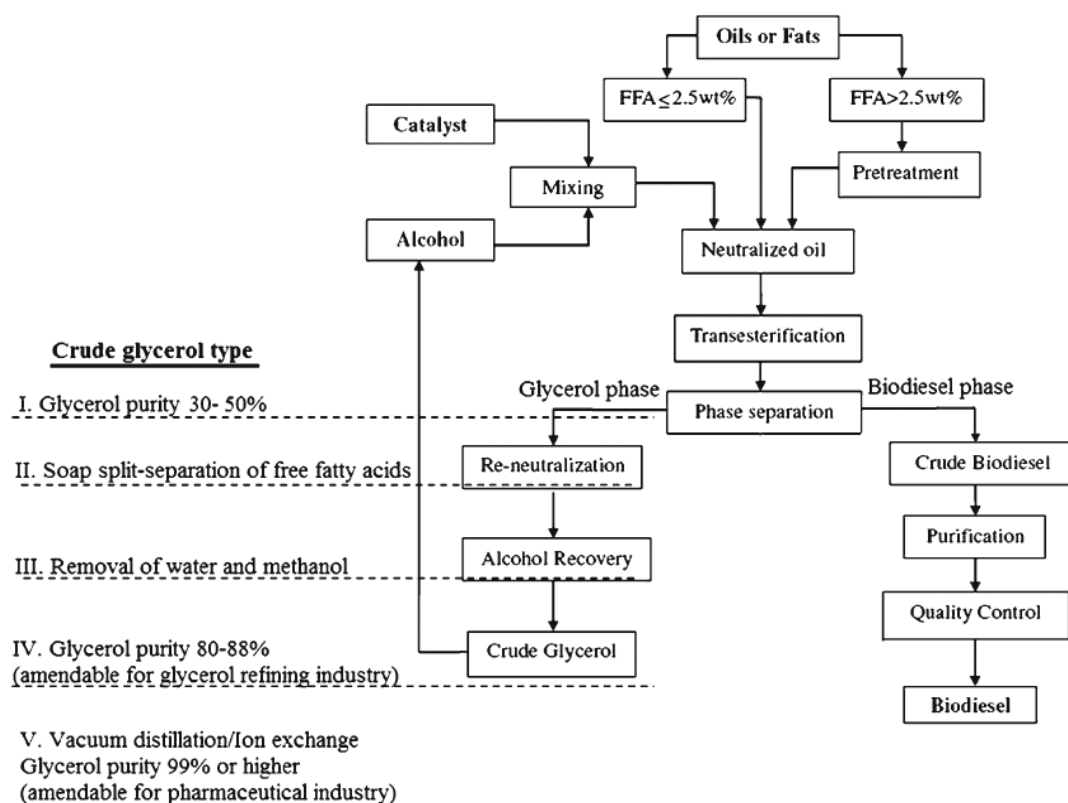 Oils or Fats
FFA≤2.5wt%
FFA>2.5wt%
Catalyst
Pretreatment
Mixing
Alcohol
Neutralized oil
Transesterification
Crude glycerol type
Glycerol phase
Biodiesel phase
I. Glycerol purity 30- 50%
Phase separation
II. Soap split-separation of free fatty acids
Re-neutralization
Crude Biodiesel
Purification
III. Removal of water and methanol
Alcohol Recovery
Quality Control
IV. Glycerol purity 80-88%
(amendable for glycerol refining industry)
Crude Glycerol
Biodiesel
V. Vacuum distillation/Ion exchange
Glycerol purity 99% or higher
(amendable for pharmaceutical industry)